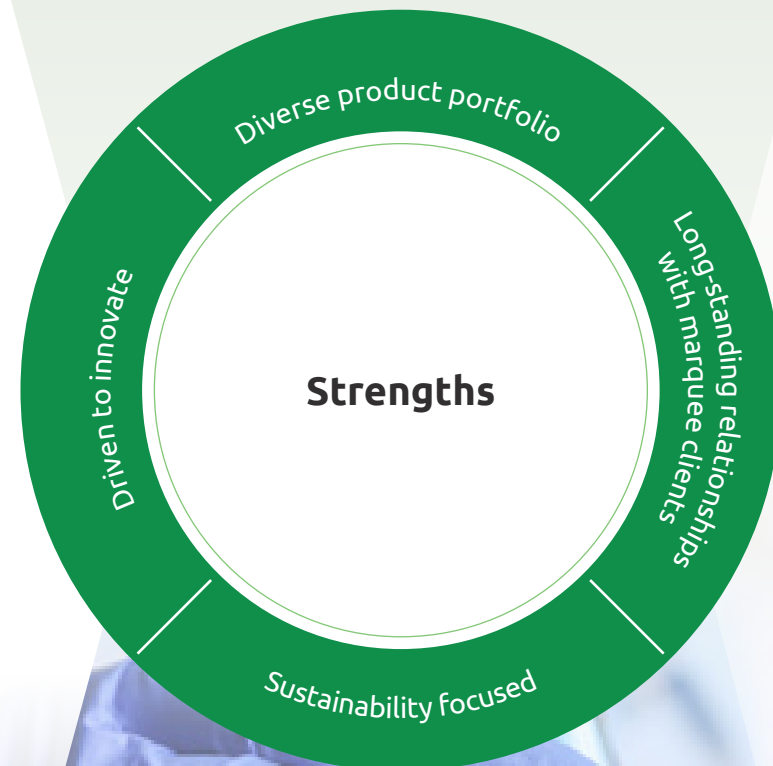 Diverse product portfolio
Long-standing relationships
with marquee clients
Sustainability focused
Driven to innovate
Strengths